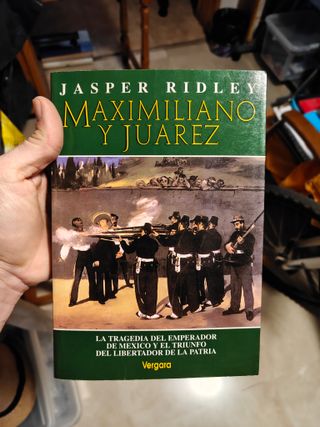 JASPER RIDLEY
MAXIMILIANO
Y JUAREZ
LA TRAGEDIA DEL EMPERADOR
DE MEXICO Y EL TRIUNFO
DEL LIBERTADOR DE LA PATRIA
Vergara